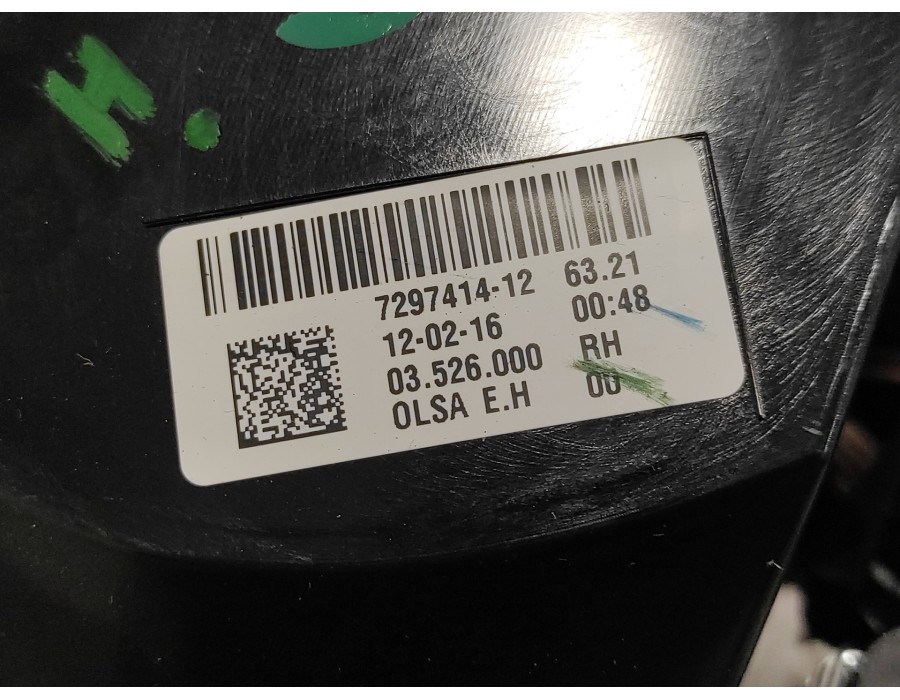 H.
7297414-12 63.21
12-02-16 00:48
03.526.000 RH
OLSA E.H 00